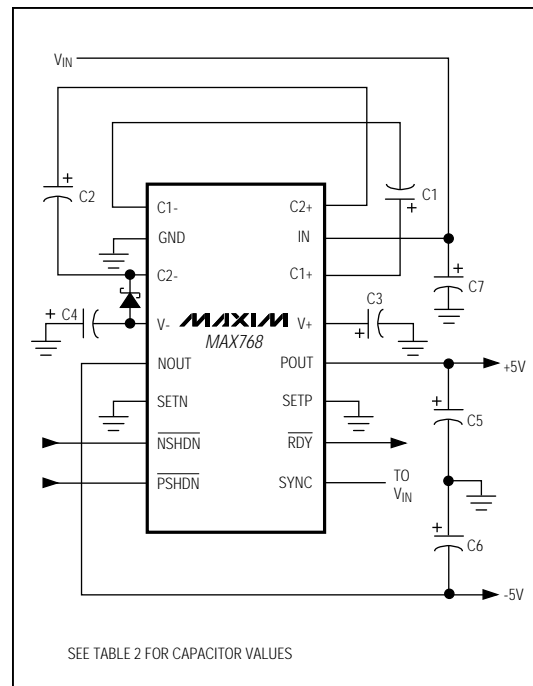 VIN
+
C2
+
C1
C1-
C2+
GND
IN
C2-
C1+
+
C7
+
C4
V-
MAXIM
V+
C3
+
MAX768
NOUT
POUT
+5V
SETN
SETP
+
C5
NSHDN
RDY
PSHDN
SYNC
TO
VIN
+
C6
-5V
SEE TABLE 2 FOR CAPACITOR VALUES